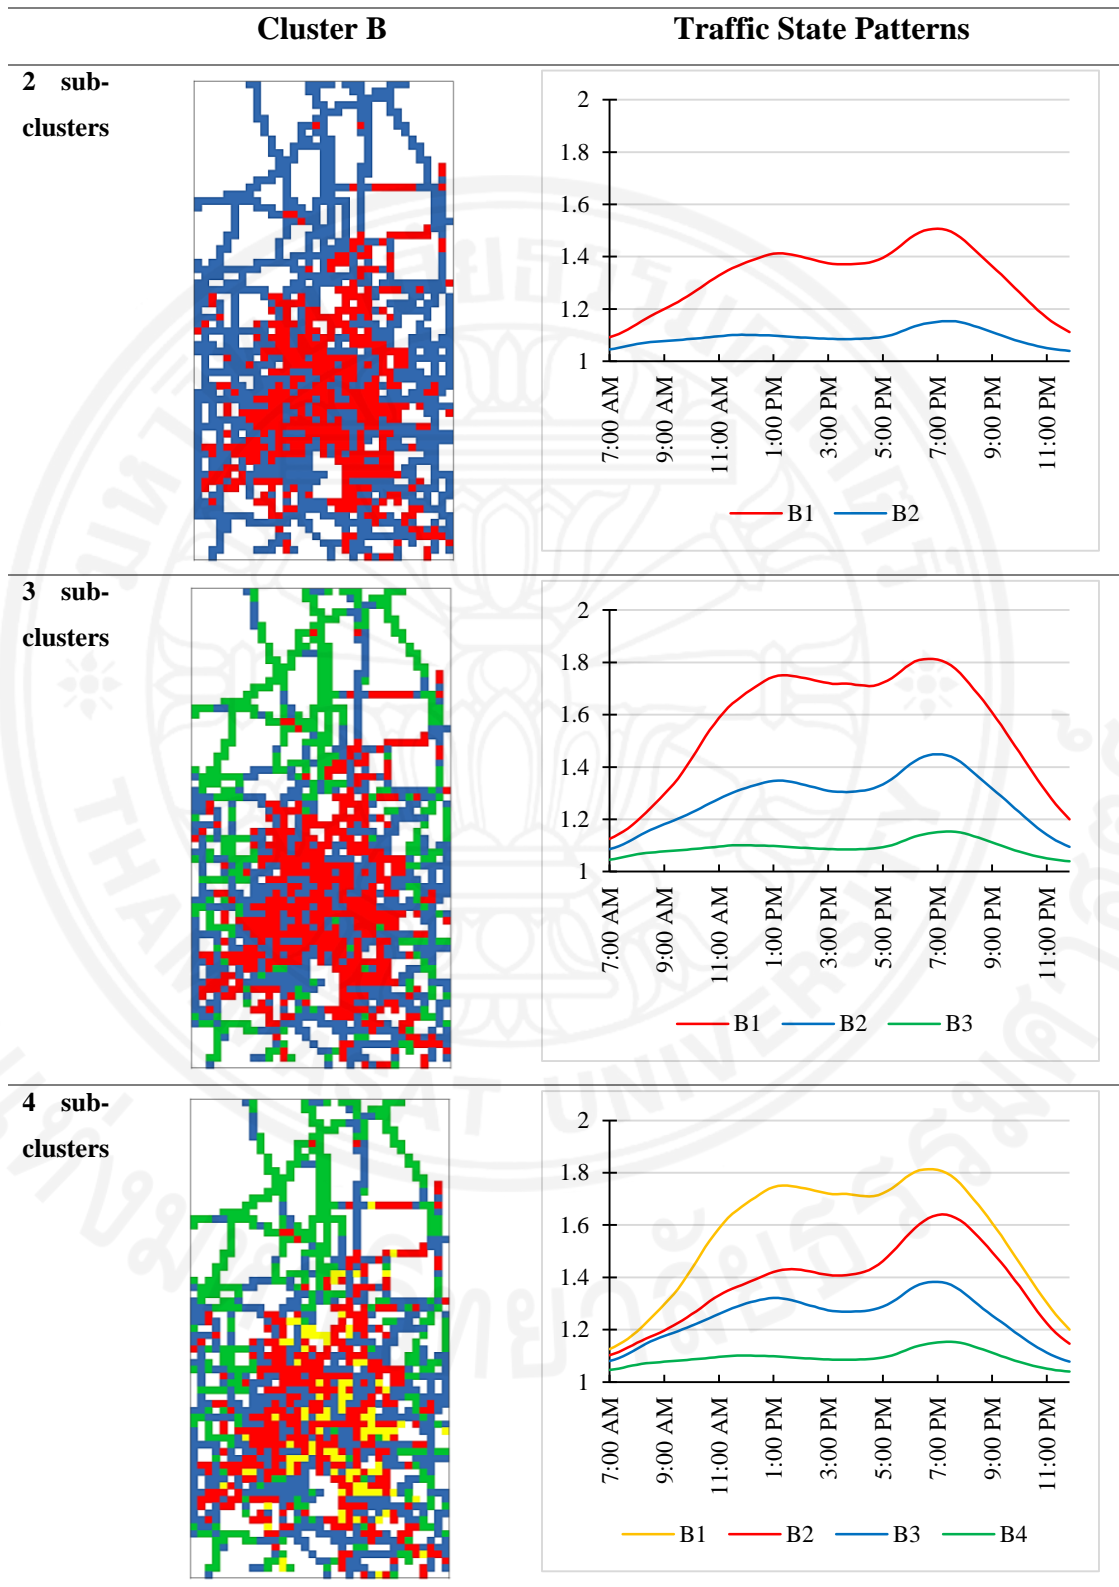 Cluster B Traffic State Patterns
2 sub-
clusters
2
1.8
1.6
1.4
1.2
1
7:00 AM 9:00 AM 11:00 AM 1:00 PM 3:00 PM 5:00 PM 7:00 PM 9:00 PM 11:00 PM
B1 B2
3 sub-
clusters
2
1.8
1.6
1.4
1.2
1
7:00 AM 9:00 AM 11:00 AM 1:00 PM 3:00 PM 5:00 PM 7:00 PM 9:00 PM 11:00 PM
B1 B2 B3
4 sub-
clusters
2
1.8
1.6
1.4
1.2
1
7:00 AM 9:00 AM 11:00 AM 1:00 PM 3:00 PM 5:00 PM 7:00 PM 9:00 PM 11:00 PM
B1 B2 B3 B4